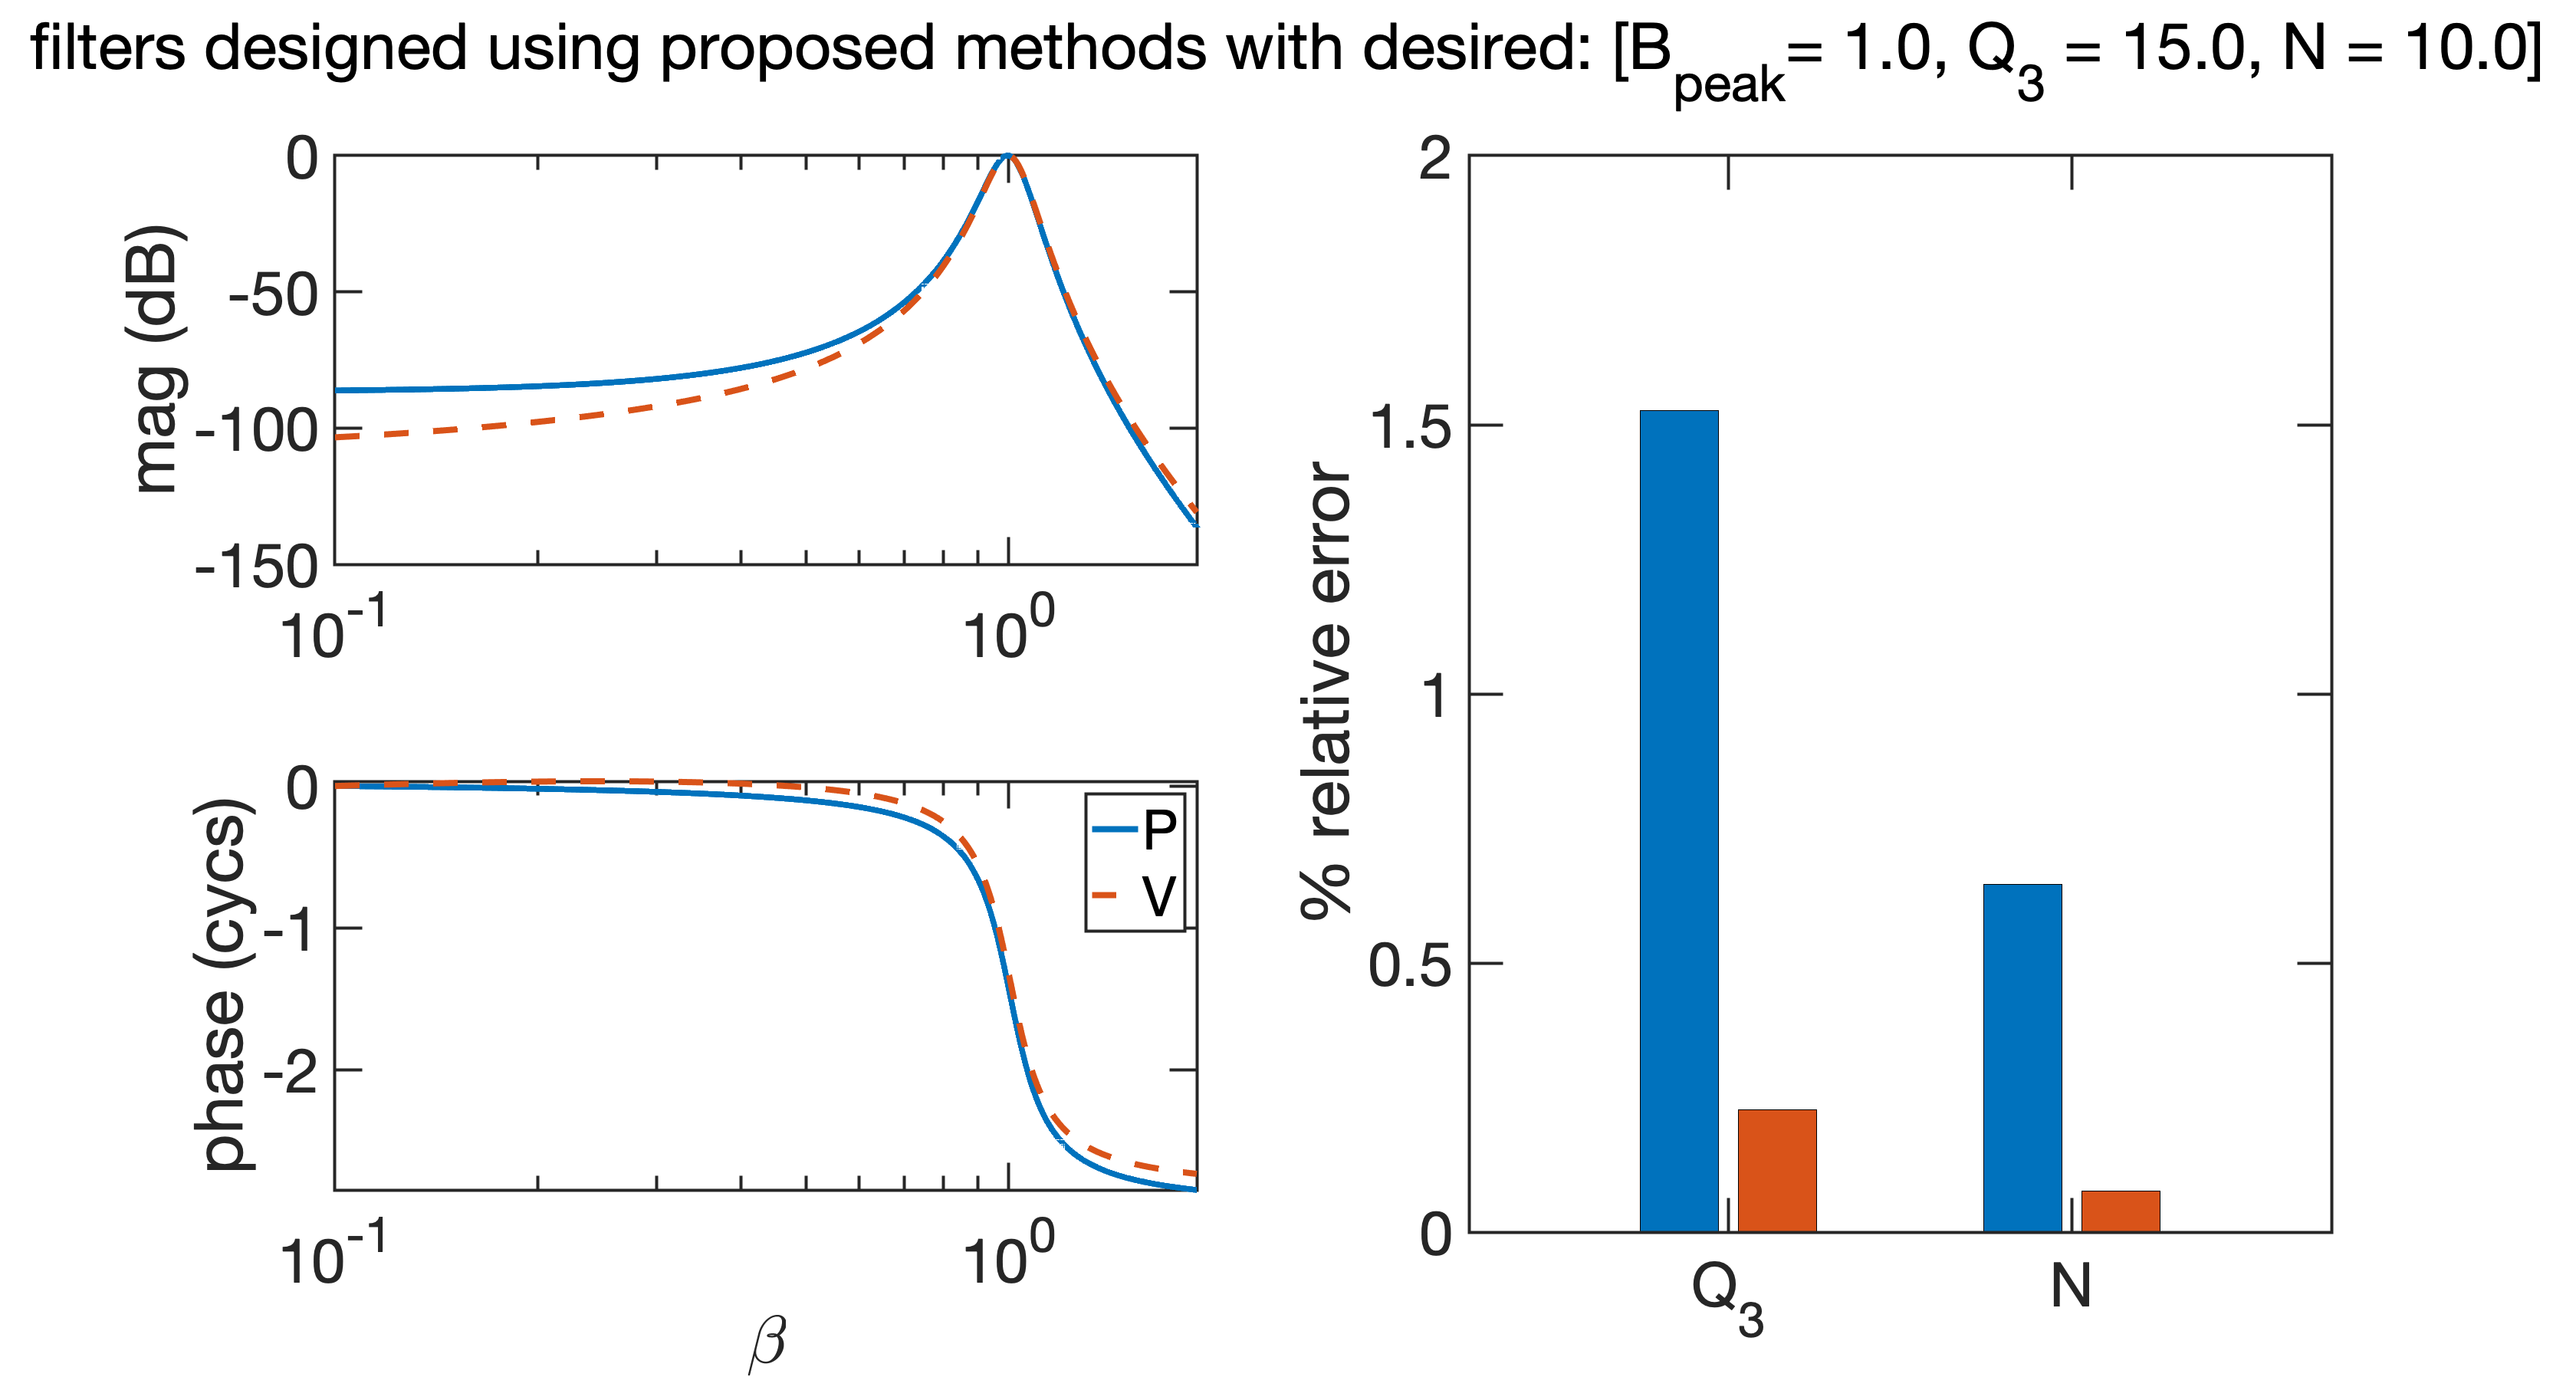 filters designed using proposed methods with desired: [B_peak = 1.0, Q_3 = 15.0, N = 10.0]
mag (dB)
0
-50
-100
-150
10^-1
10^0
phase (cycs)
0
-1
-2
P
V
10^-1
10^0
β
% relative error
2
1.5
1
0.5
0
Q_3
N